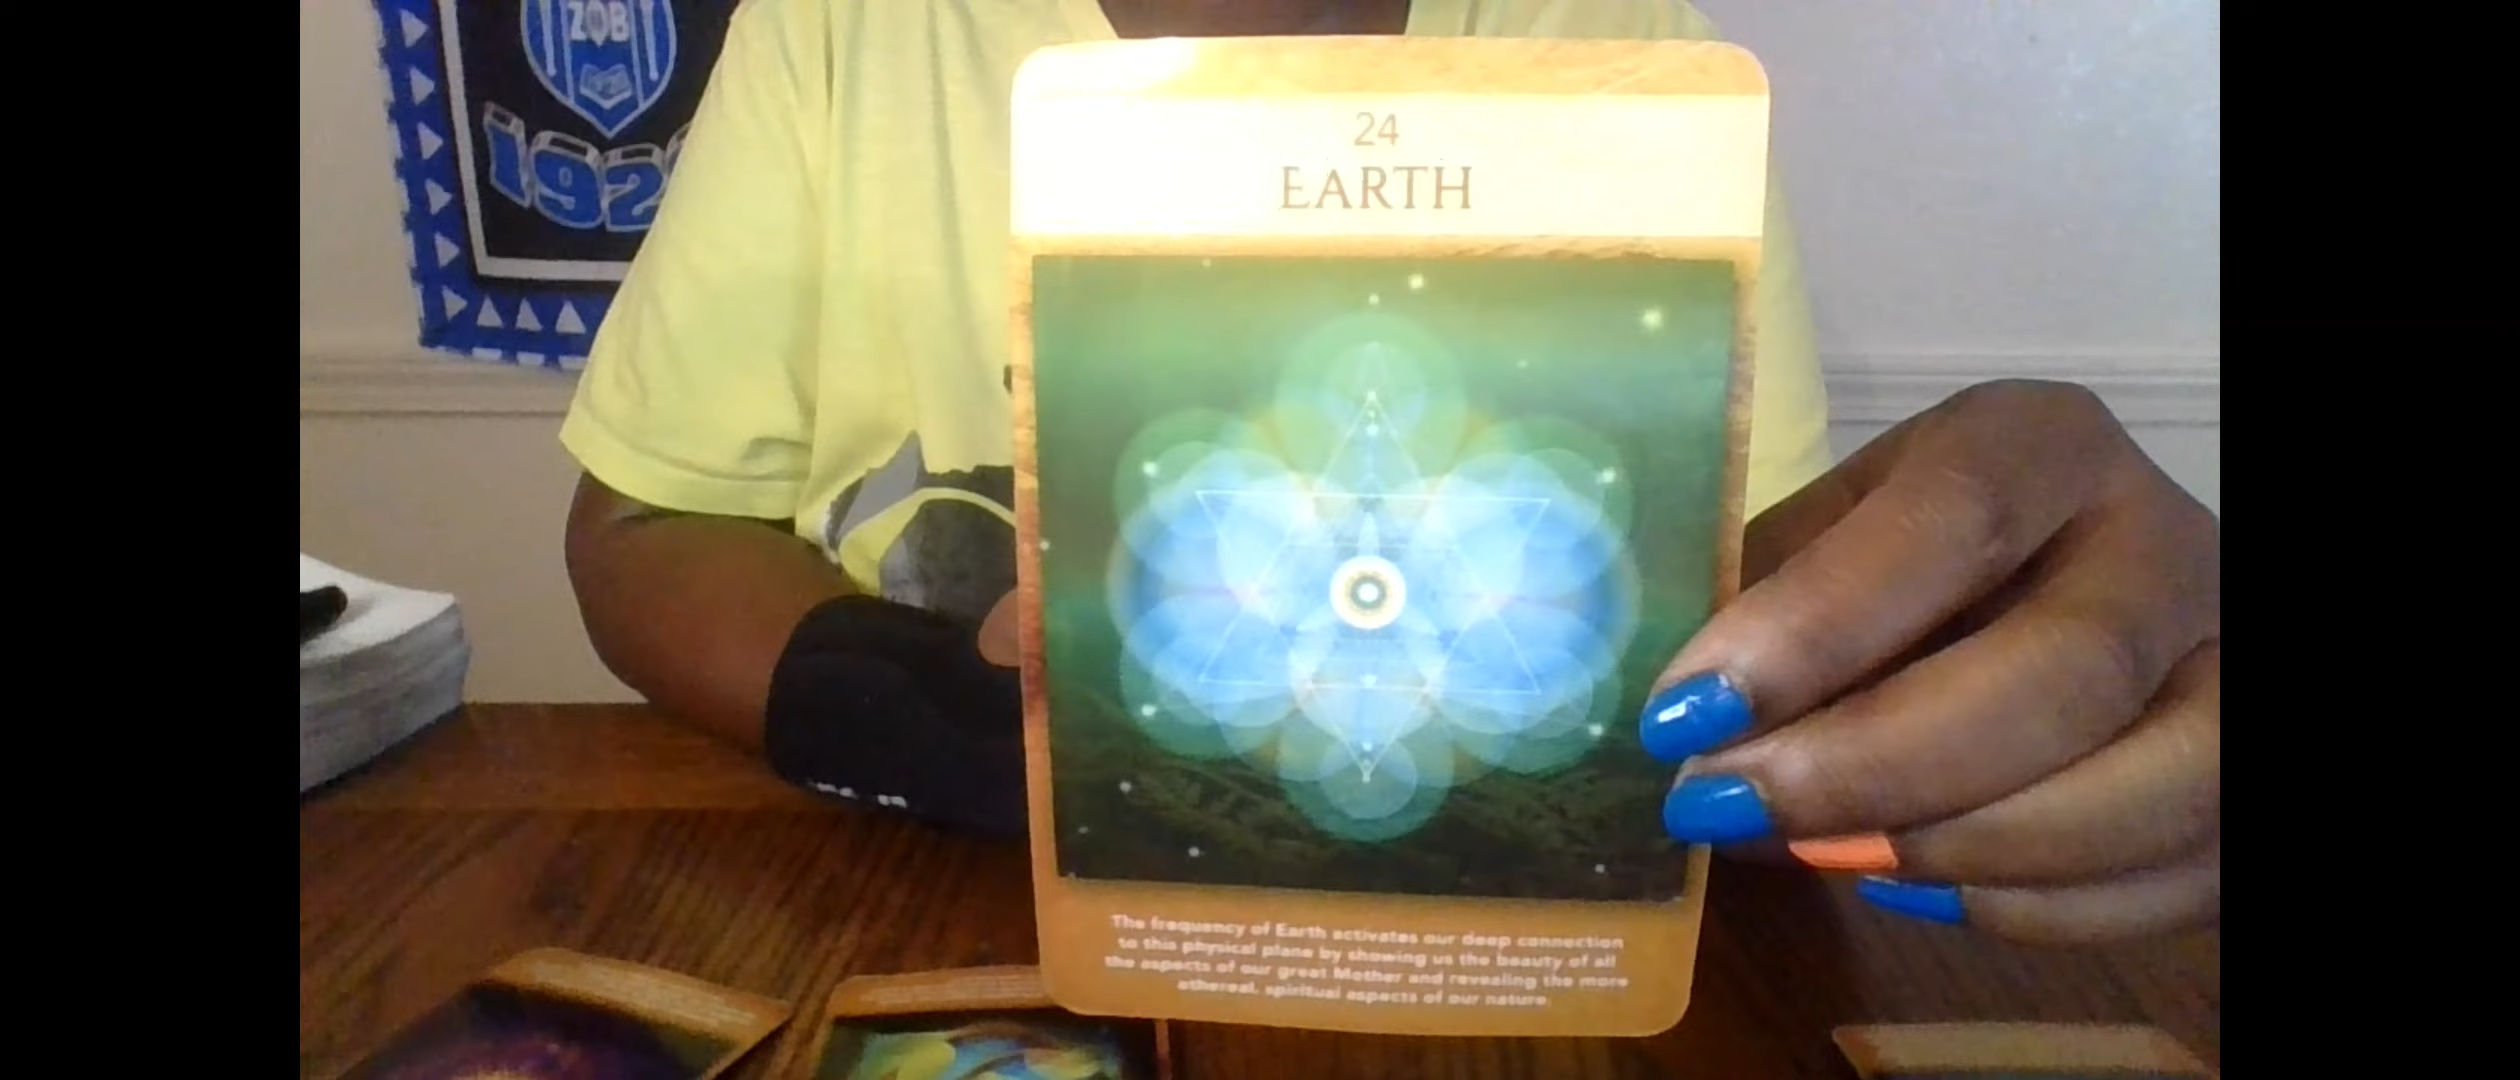 ZΦB
192
24
EARTH
The frequency of Earth activates our deep connection
to this physical plane by showing us the beauty of all
the aspects of our great Mother and revealing the more
ethereal, spiritual aspects of our nature.